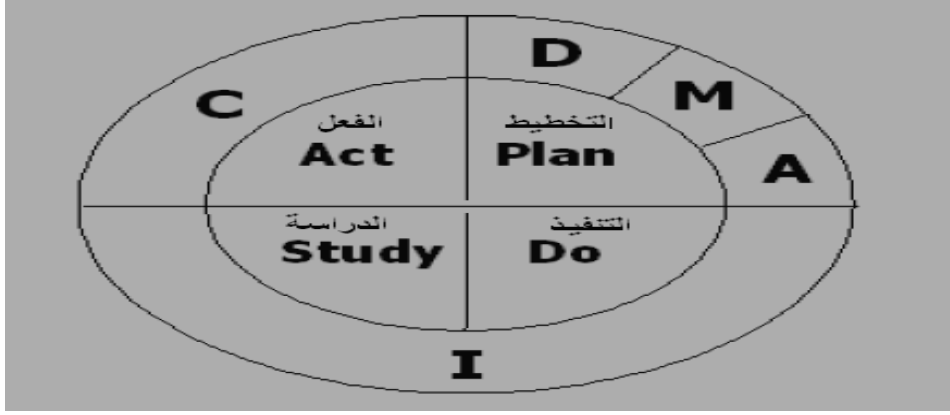 D
M
C
A
الفعل
Act
التخطيط
Plan
الدراسة
Study
التنفيذ
Do
I